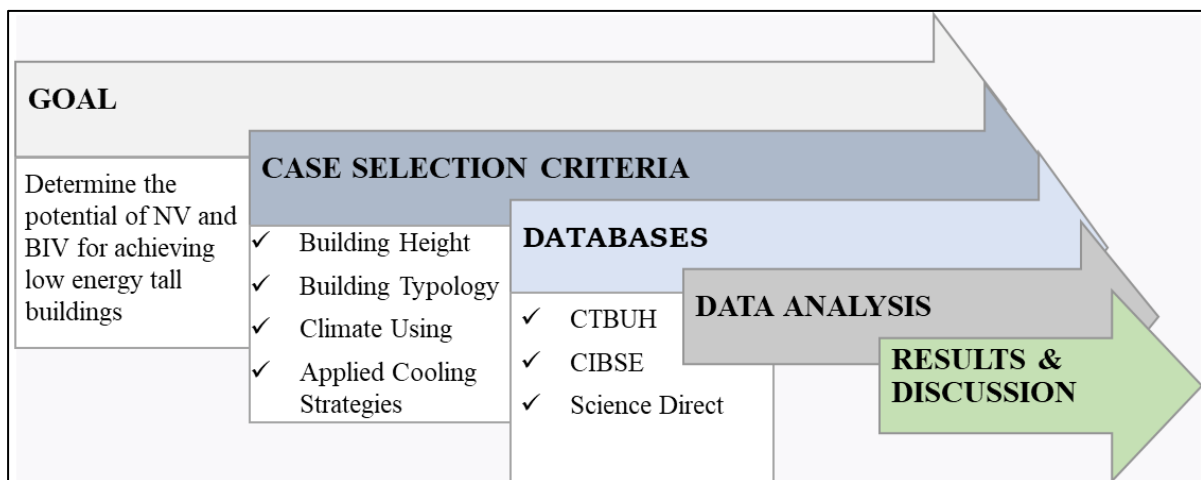 GOAL
Determine the
potential of NV and
BIV for achieving
low energy tall
buildings
CASE SELECTION CRITERIA
✓ Building Height
✓ Building Typology
✓ Climate Using
✓ Applied Cooling
Strategies
DATABASES
✓ CTBUH
✓ CIBSE
✓ Science Direct
DATA ANALYSIS
RESULTS &
DISCUSSION